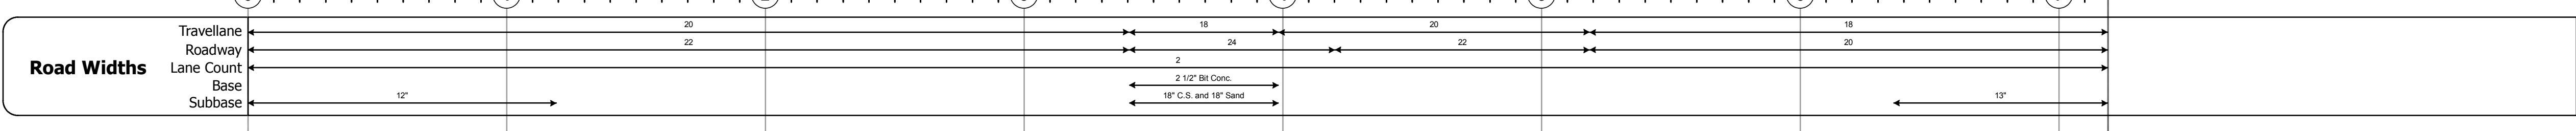 Travellane 20 18 20 18
Roadway 22 24 22 20
Road Widths
Lane Count 2
Base 2 1/2" Bit Conc.
Subbase 12" 18" C.S. and 18" Sand 13"